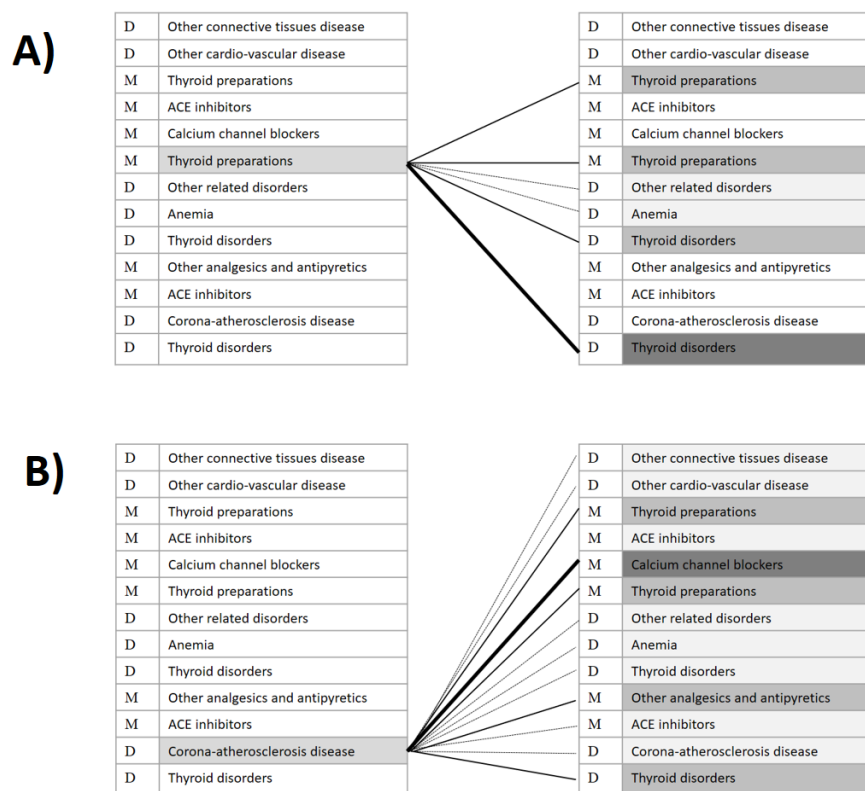 A)
D Other connective tissues disease D Other connective tissues disease
D Other cardio-vascular disease D Other cardio-vascular disease
M Thyroid preparations M Thyroid preparations
M ACE inhibitors M ACE inhibitors
M Calcium channel blockers M Calcium channel blockers
M Thyroid preparations M Thyroid preparations
D Other related disorders D Other related disorders
D Anemia D Anemia
D Thyroid disorders D Thyroid disorders
M Other analgesics and antipyretics M Other analgesics and antipyretics
M ACE inhibitors M ACE inhibitors
D Corona-atherosclerosis disease D Corona-atherosclerosis disease
D Thyroid disorders D Thyroid disorders
B)
D Other connective tissues disease D Other connective tissues disease
D Other cardio-vascular disease D Other cardio-vascular disease
M Thyroid preparations M Thyroid preparations
M ACE inhibitors M ACE inhibitors
M Calcium channel blockers M Calcium channel blockers
M Thyroid preparations M Thyroid preparations
D Other related disorders D Other related disorders
D Anemia D Anemia
D Thyroid disorders D Thyroid disorders
M Other analgesics and antipyretics M Other analgesics and antipyretics
M ACE inhibitors M ACE inhibitors
D Corona-atherosclerosis disease D Corona-atherosclerosis disease
D Thyroid disorders D Thyroid disorders